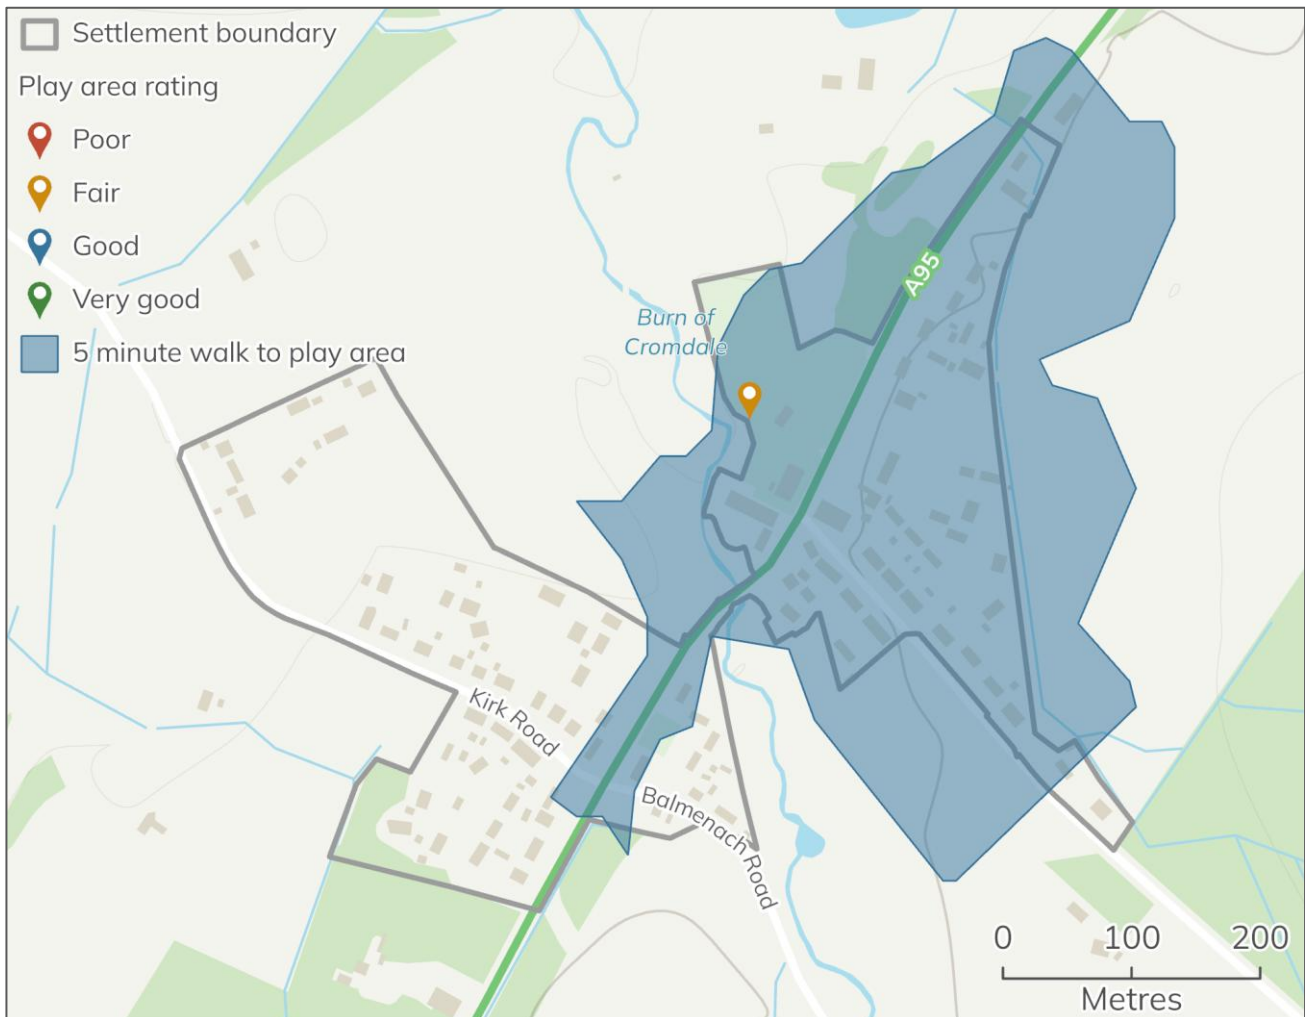 Settlement boundary
Play area rating
Poor
Fair
Good
Very good
5 minute walk to play area
A95
Burn of
Cromdale
Kirk Road
Balmenach Road
0 100 200
Metres